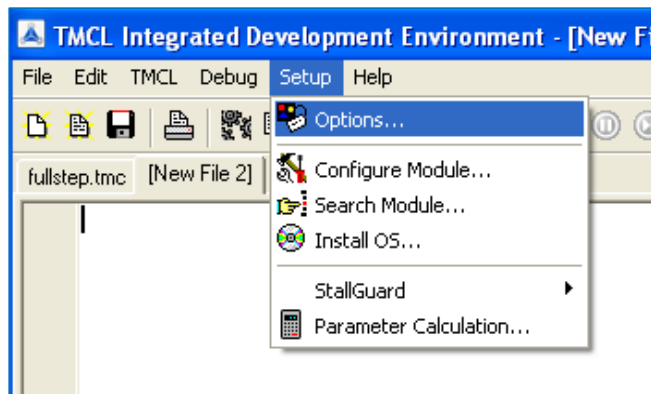 TMCL Integrated Development Environment - [New Fi
File Edit TMCL Debug Setup Help
Options...
fullstep.tmc [New File 2]
Configure Module...
Search Module...
Install OS...
StallGuard
Parameter Calculation...